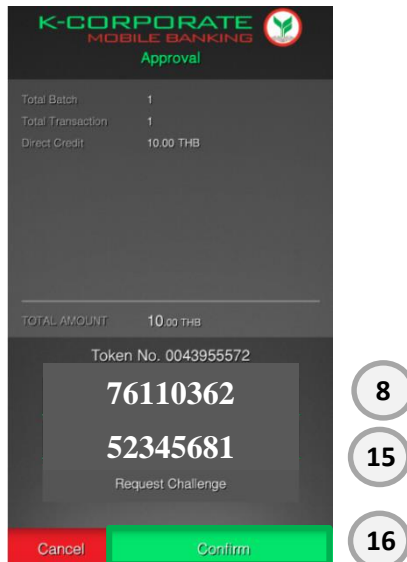 K-CORPORATE
MOBILE BANKING
Approval
Total Batch 1
Total Transaction 1
Direct Credit 10.00 THB
TOTAL AMOUNT 10.00 THB
Token No. 0043955572
76110362 8
52345681 15
Request Challenge
Cancel Confirm 16